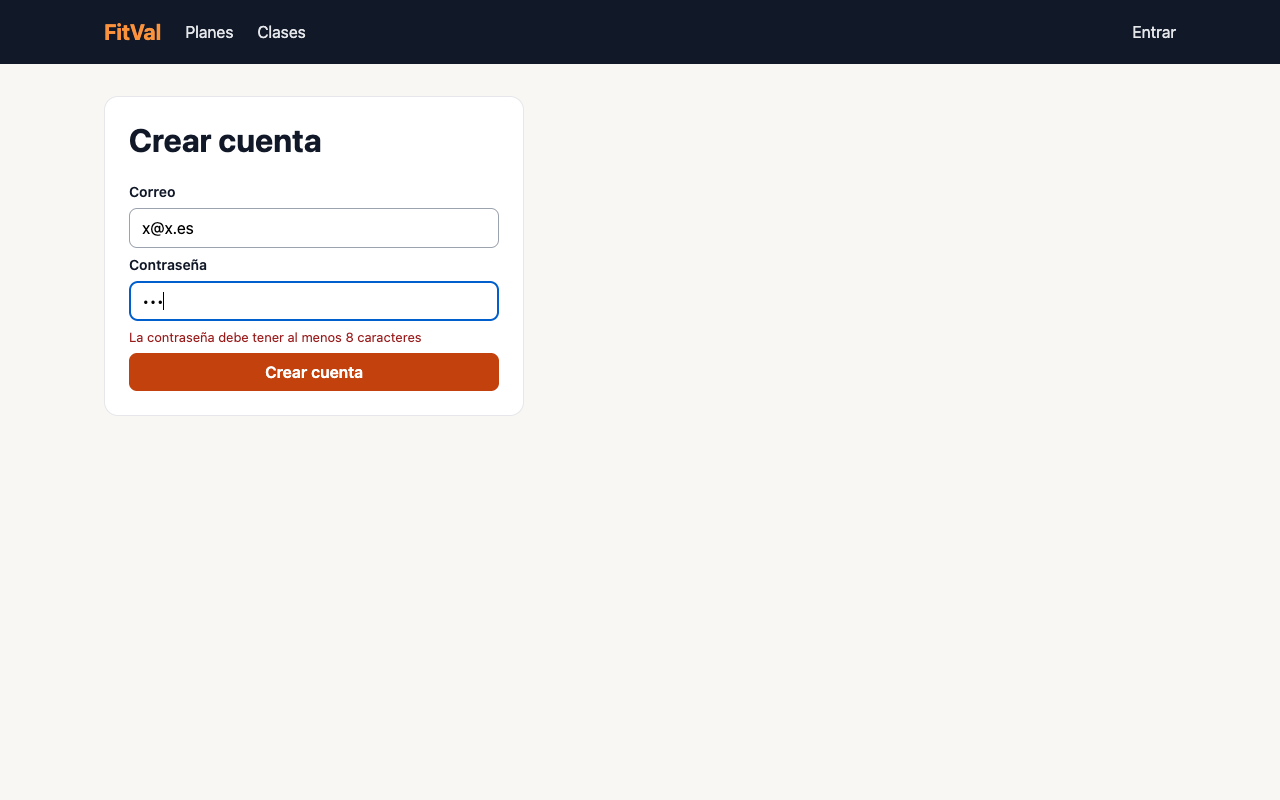 FitVal
Planes
Clases
Entrar
Crear cuenta
Correo
x@x.es
Contraseña
•••
La contraseña debe tener al menos 8 caracteres
Crear cuenta